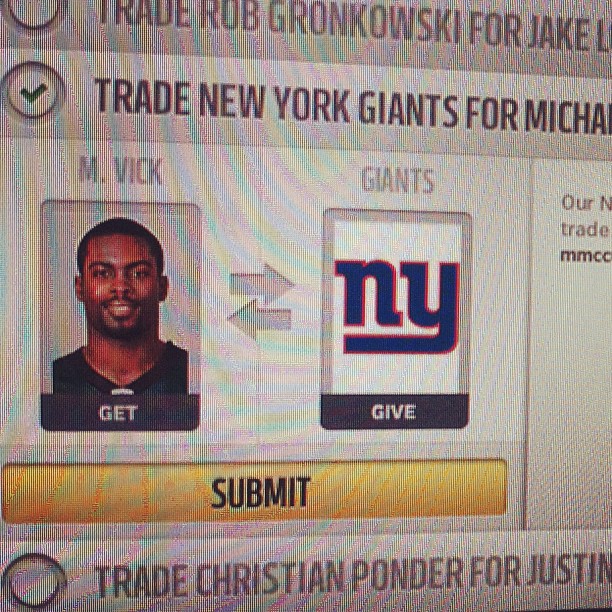 TRADE ROB GRONKOWSKI FOR JAKE L
TRADE NEW YORK GIANTS FOR MICHA
M. VICK
GIANTS
Our N
trade
mmcc
ny
GET
GIVE
SUBMIT
TRADE CHRISTIAN PONDER FOR JUSTIN